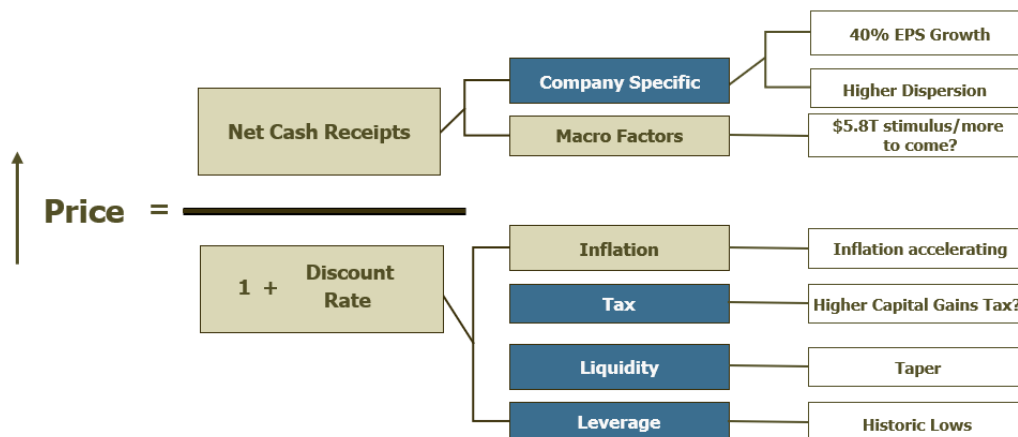 40% EPS Growth
Company Specific
Higher Dispersion
Net Cash Receipts
Macro Factors
$5.8T stimulus/more
to come?
Price =
Inflation
Inflation accelerating
1 + Discount
Rate
Tax
Higher Capital Gains Tax?
Liquidity
Taper
Leverage
Historic Lows